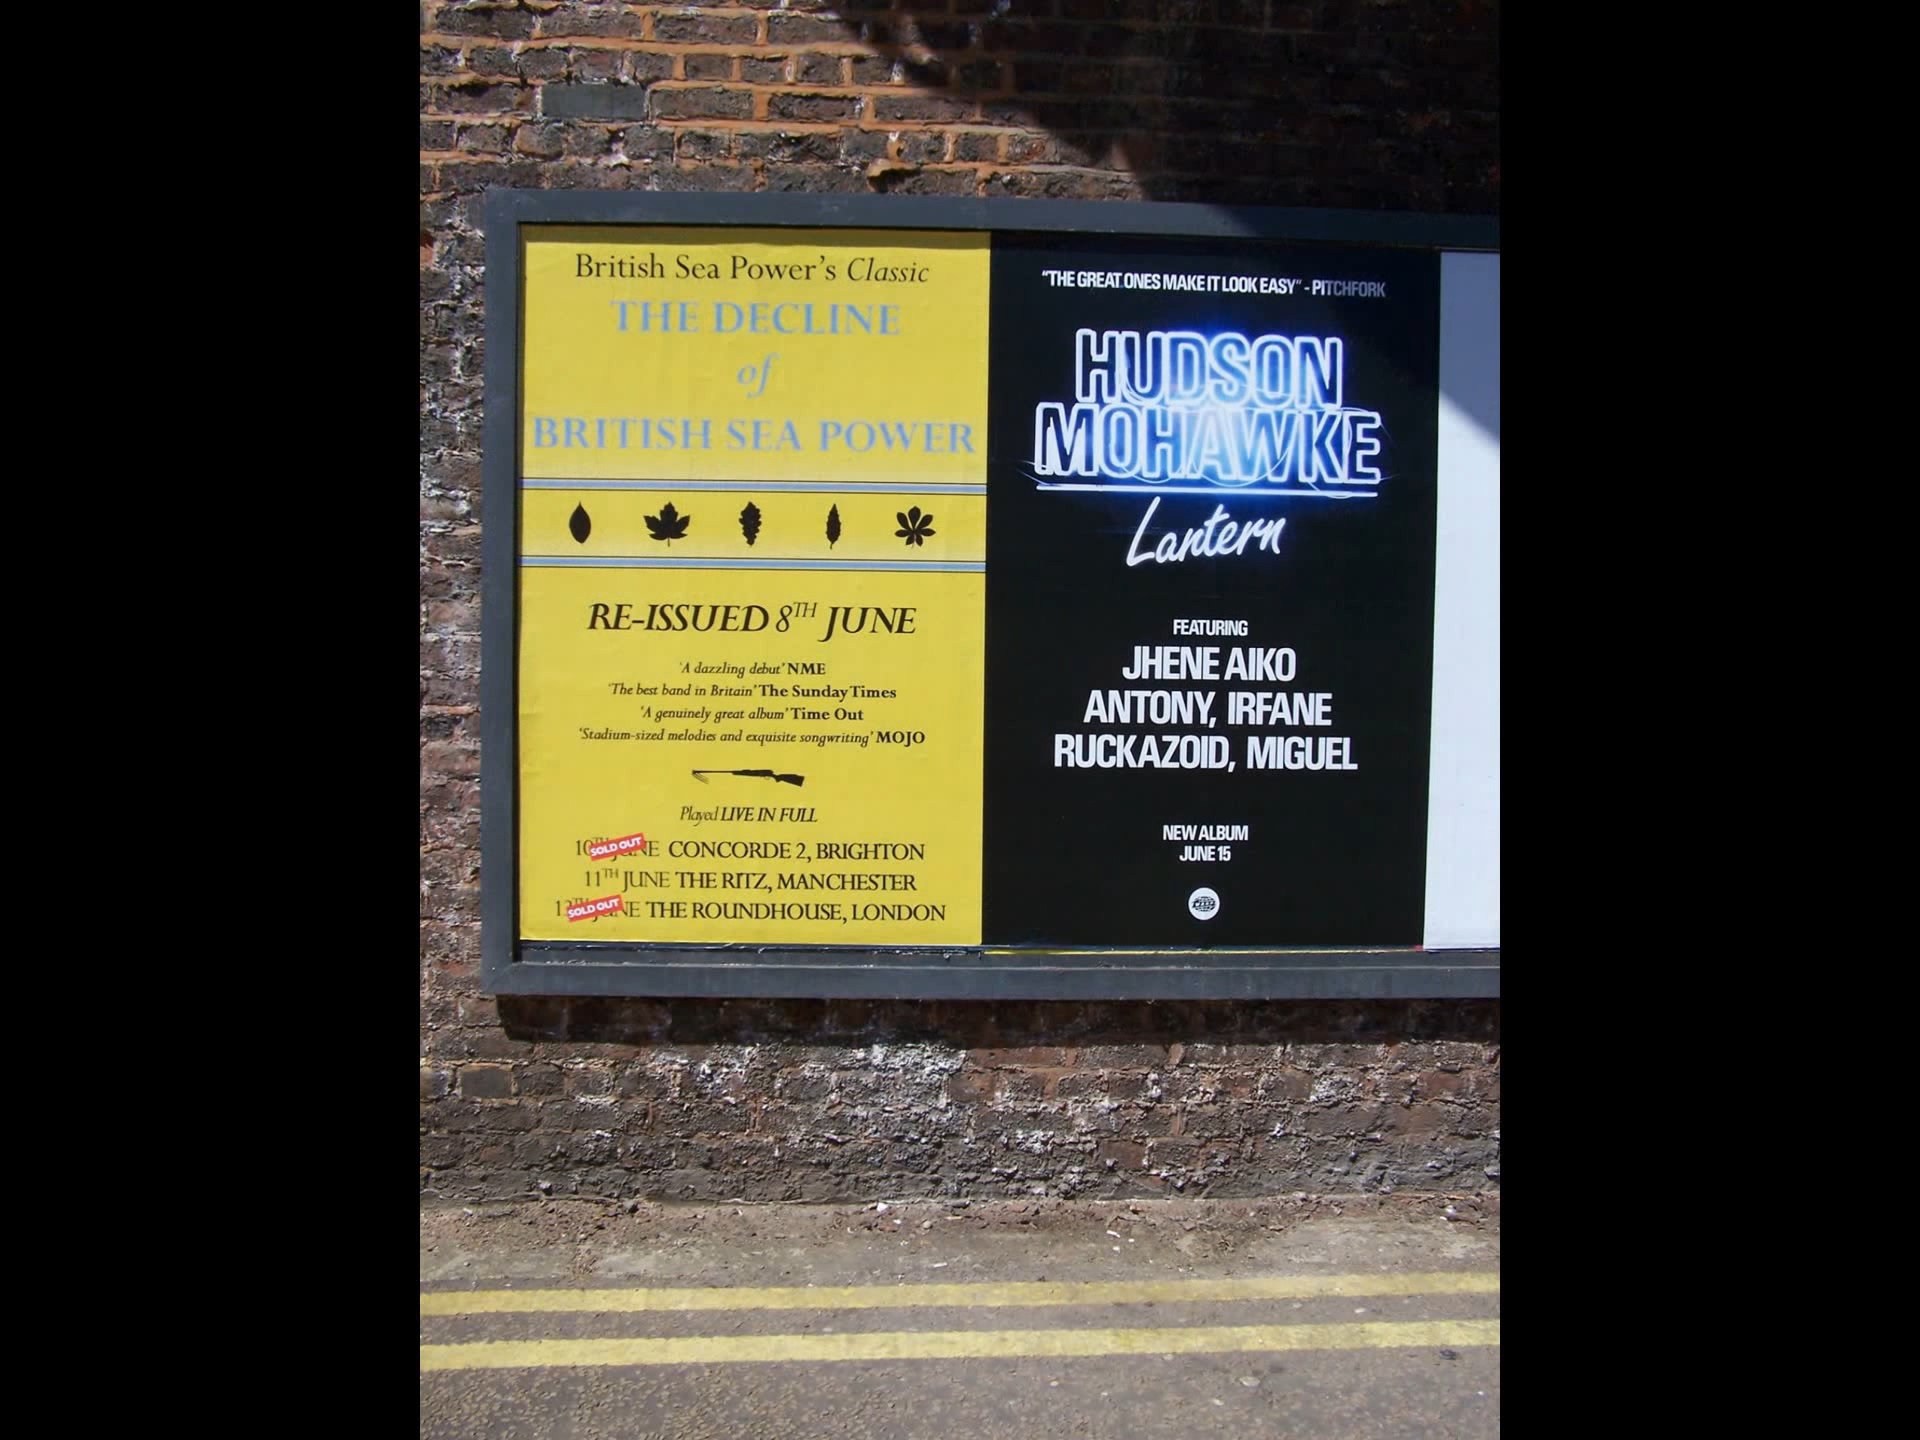 British Sea Power's Classic
THE DECLINE
of
BRITISH SEA POWER
RE-ISSUED 8TH JUNE
'A dazzling debut' NME
'The best band in Britain' The Sunday Times
'A genuinely great album' Time Out
'Stadium-sized melodies and exquisite songwriting' MOJO
Played LIVE IN FULL
SOLD OUT CONCORDE 2, BRIGHTON
11TH JUNE THE RITZ, MANCHESTER
SOLD OUT THE ROUNDHOUSE, LONDON
"THE GREAT ONES MAKE IT LOOK EASY" - PITCHFORK
HUDSON
MOHAWKE
Lantern
FEATURING
JHENE AIKO
ANTONY, IRFANE
RUCKAZOID, MIGUEL
NEW ALBUM
JUNE 15